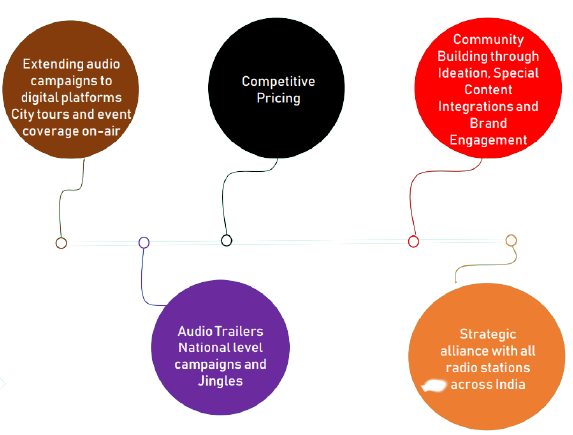 Extending audio
campaigns to
digital platforms
City tours and event
coverage on-air
Competitive
Pricing
Community
Building through
Ideation, Special
Content
Integrations and
Brand
Engagement
Audio Trailers
National level
campaigns and
Jingles
Strategic
alliance with all
radio stations
across India